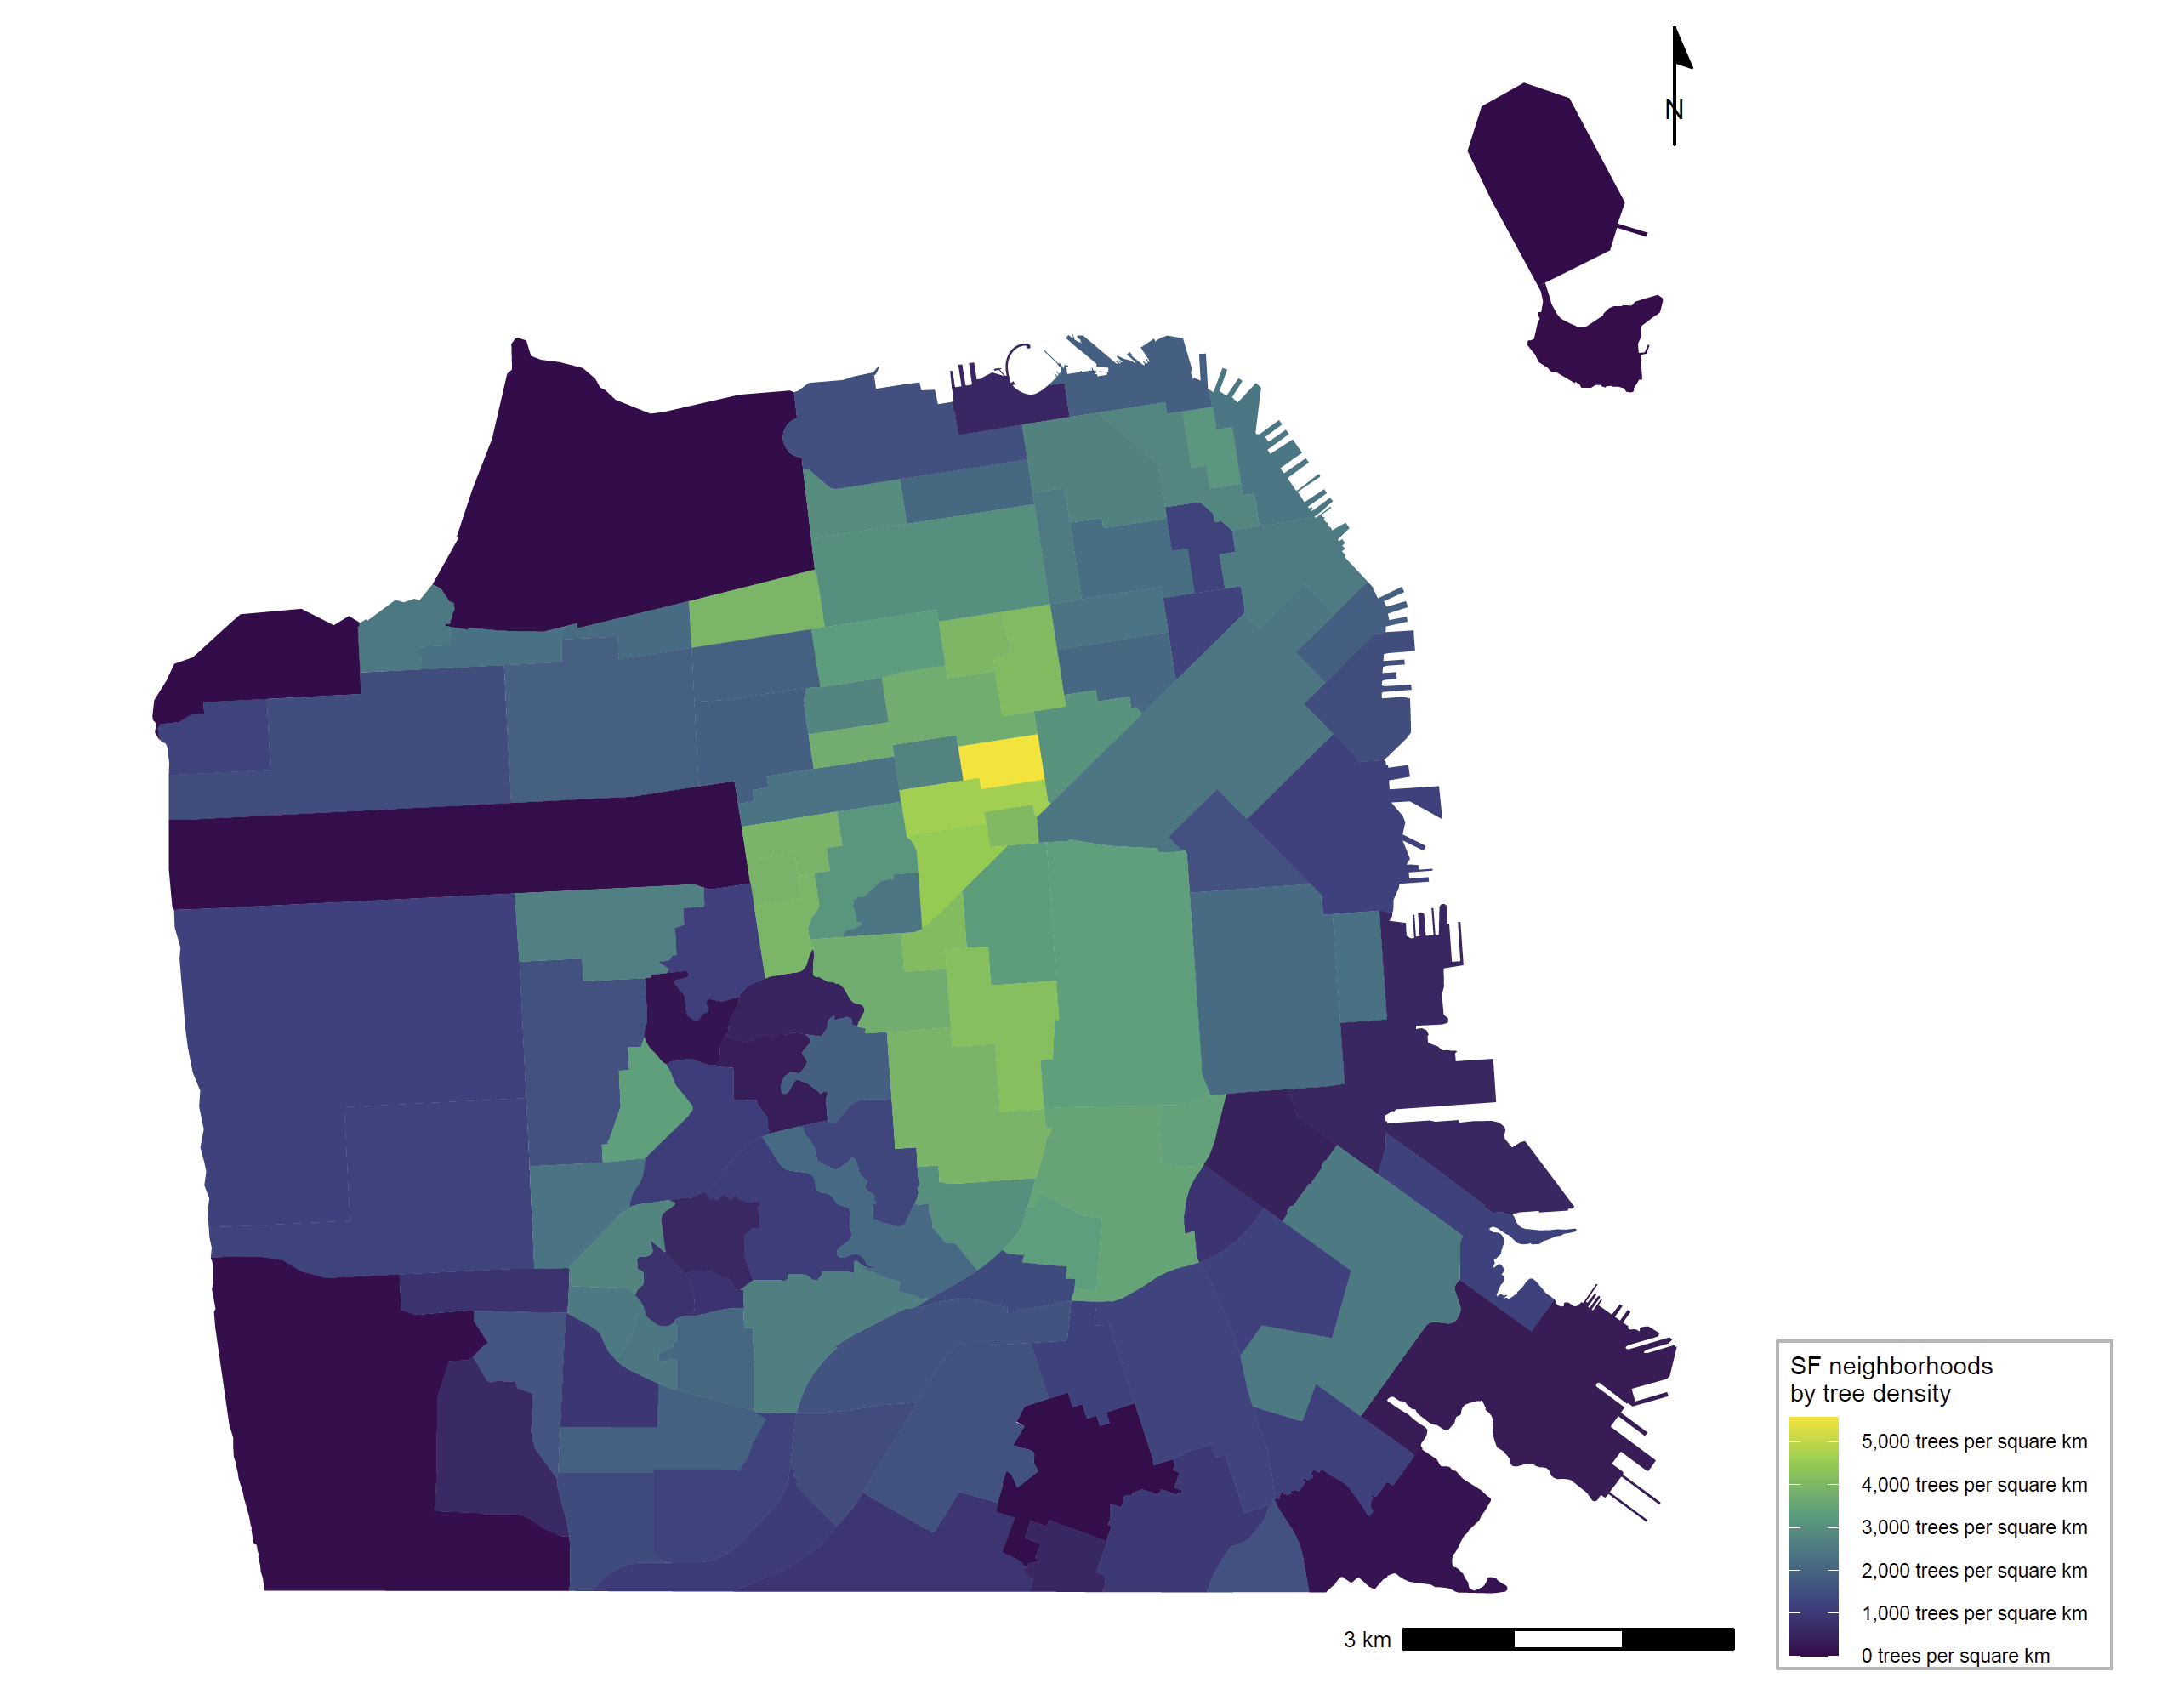 N
SF neighborhoods
by tree density
5,000 trees per square km
4,000 trees per square km
3,000 trees per square km
2,000 trees per square km
1,000 trees per square km
0 trees per square km
3 km